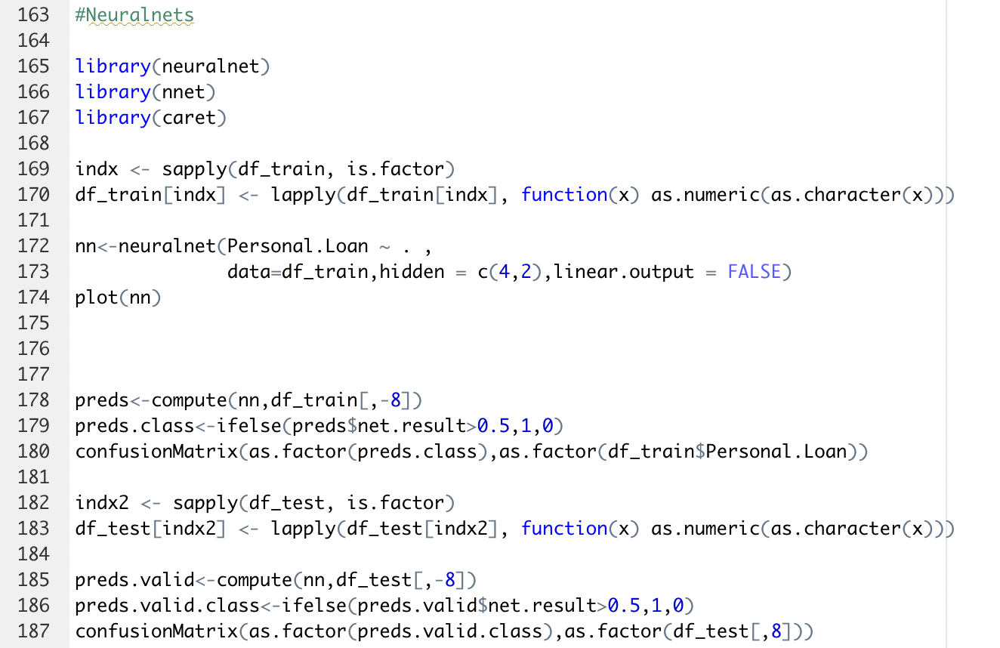 163 #Neuralnets
164
165 library(neuralnet)
166 library(nnet)
167 library(caret)
168
169 indx <- sapply(df_train, is.factor)
170 df_train[indx] <- lapply(df_train[indx], function(x) as.numeric(as.character(x)))
171
172 nn<-neuralnet(Personal.Loan ~ . ,
173               data=df_train,hidden = c(4,2),linear.output = FALSE)
174 plot(nn)
175
176
177
178 preds<-compute(nn,df_train[,-8])
179 preds.class<-ifelse(preds$net.result>0.5,1,0)
180 confusionMatrix(as.factor(preds.class),as.factor(df_train$Personal.Loan))
181
182 indx2 <- sapply(df_test, is.factor)
183 df_test[indx2] <- lapply(df_test[indx2], function(x) as.numeric(as.character(x)))
184
185 preds.valid<-compute(nn,df_test[,-8])
186 preds.valid.class<-ifelse(preds.valid$net.result>0.5,1,0)
187 confusionMatrix(as.factor(preds.valid.class),as.factor(df_test[,8]))